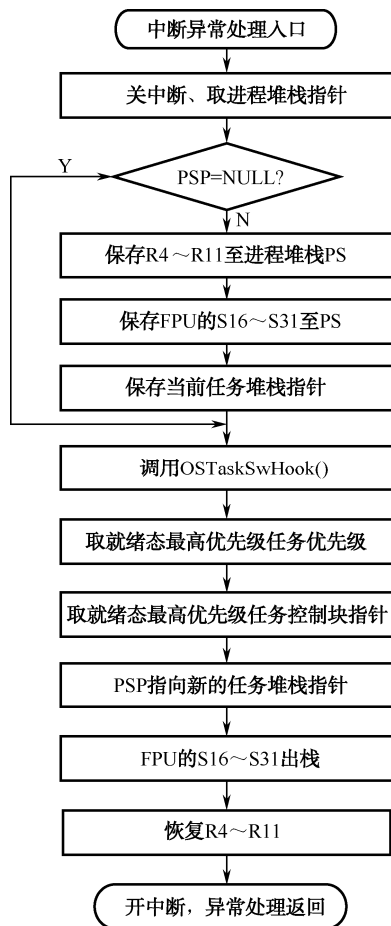 中断异常处理入口
关中断、取进程堆栈指针
Y
PSP=NULL?
N
保存R4～R11至进程堆栈PS
保存FPU的S16～S31至PS
保存当前任务堆栈指针
调用OSTaskSwHook()
取就绪态最高优先级任务优先级
取就绪态最高优先级任务控制块指针
PSP指向新的任务堆栈指针
FPU的S16～S31出栈
恢复R4～R11
开中断，异常处理返回